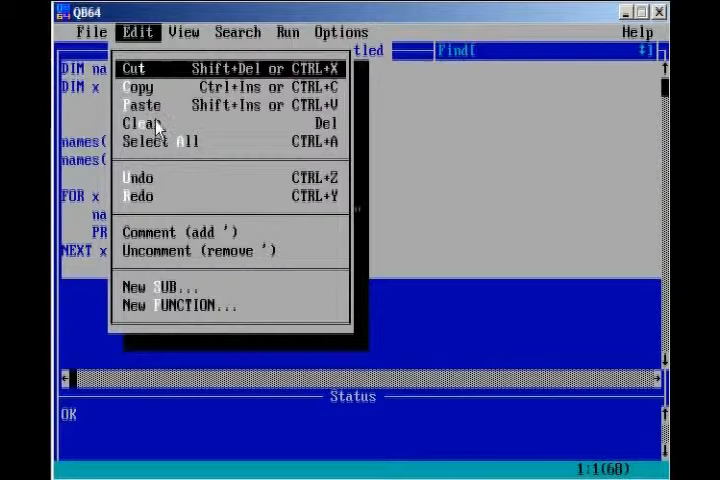 QB64
File Edit View Search Run Options Help
tled Find[ ↕]
DIM na
DIM x
names(
names(
FOR x
na "
PR
NEXT x
Cut Shift+Del or CTRL+X
Copy Ctrl+Ins or CTRL+C
Paste Shift+Ins or CTRL+V
Clear Del
Select All CTRL+A
Undo CTRL+Z
Redo CTRL+Y
Comment (add ')
Uncomment (remove ')
New SUB...
New FUNCTION...
Status
OK
1:1(68)